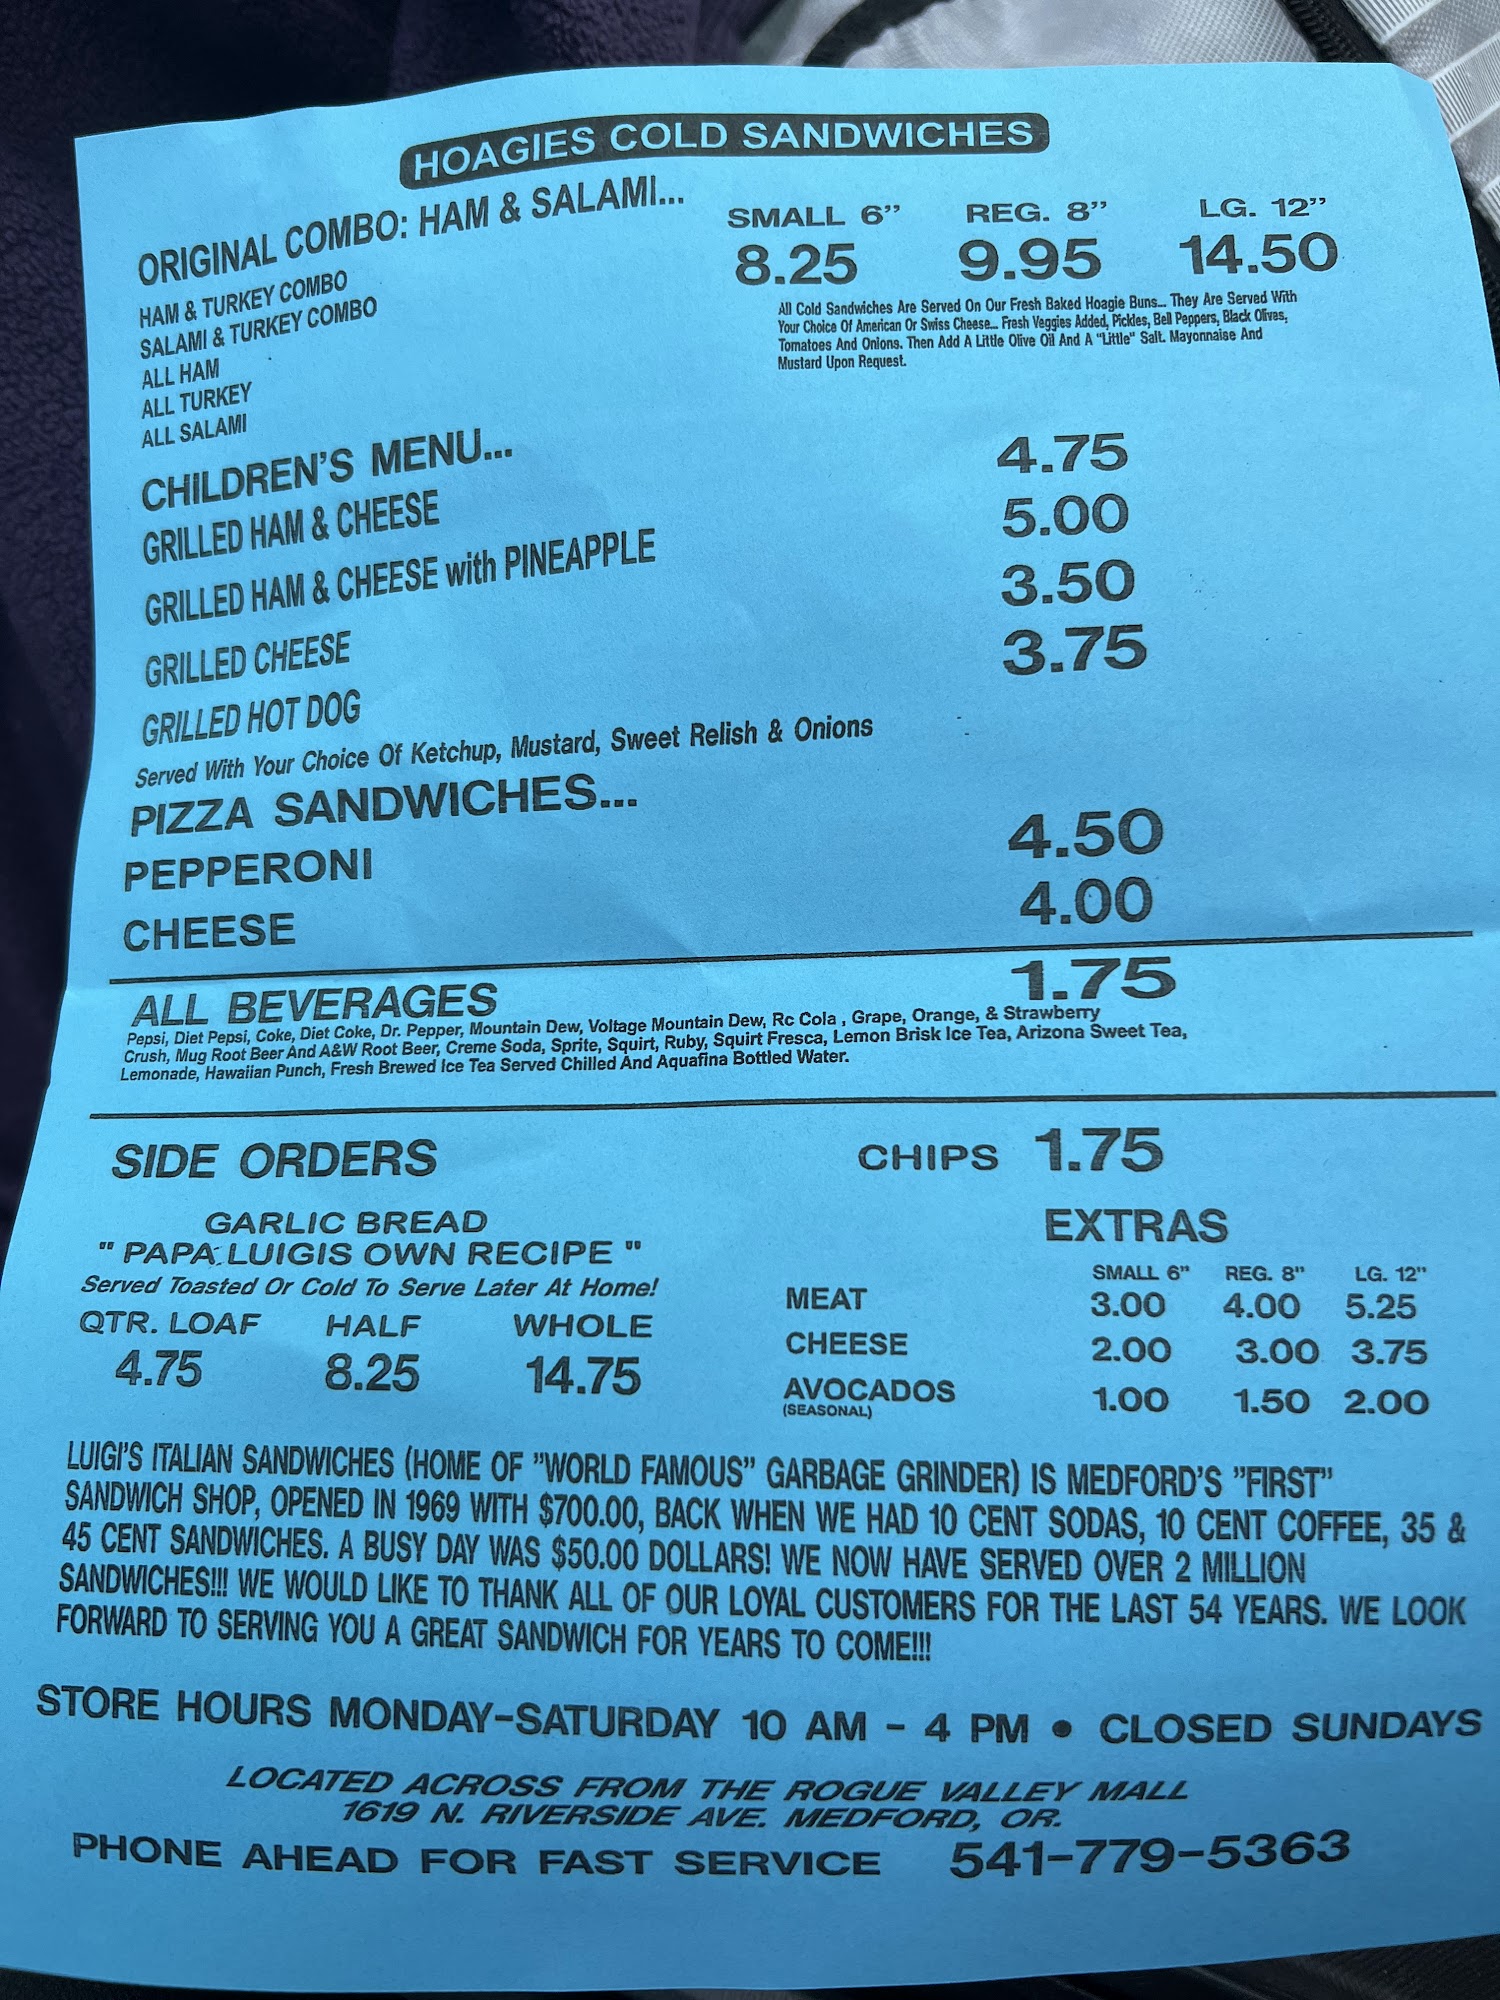 HOAGIES COLD SANDWICHES
ORIGINAL COMBO: HAM & SALAMI...
SMALL 6” REG. 8” LG. 12”
8.25 9.95 14.50
HAM & TURKEY COMBO
SALAMI & TURKEY COMBO
ALL HAM
ALL TURKEY
ALL SALAMI
All Cold Sandwiches Are Served On Our Fresh Baked Hoagie Buns... They Are Served With
Your Choice Of American Or Swiss Cheese... Fresh Veggies Added, Pickles, Bell Peppers, Black Olives,
Tomatoes And Onions. Then Add A Little Olive Oil And A "Little" Salt. Mayonnaise And
Mustard Upon Request.
CHILDREN'S MENU...
GRILLED HAM & CHEESE 4.75
GRILLED HAM & CHEESE with PINEAPPLE 5.00
GRILLED CHEESE 3.50
GRILLED HOT DOG 3.75
Served With Your Choice Of Ketchup, Mustard, Sweet Relish & Onions
PIZZA SANDWICHES...
PEPPERONI 4.50
CHEESE 4.00
ALL BEVERAGES 1.75
Pepsi, Diet Pepsi, Coke, Diet Coke, Dr. Pepper, Mountain Dew, Voltage Mountain Dew, Rc Cola , Grape, Orange, & Strawberry
Crush, Mug Root Beer And A&W Root Beer, Creme Soda, Sprite, Squirt, Ruby, Squirt Fresca, Lemon Brisk Ice Tea, Arizona Sweet Tea,
Lemonade, Hawaiian Punch, Fresh Brewed Ice Tea Served Chilled And Aquafina Bottled Water.
SIDE ORDERS
CHIPS 1.75
GARLIC BREAD
" PAPA LUIGIS OWN RECIPE "
Served Toasted Or Cold To Serve Later At Home!
QTR. LOAF HALF WHOLE
4.75 8.25 14.75
EXTRAS
SMALL 6" REG. 8" LG. 12"
MEAT 3.00 4.00 5.25
CHEESE 2.00 3.00 3.75
AVOCADOS 1.00 1.50 2.00
(SEASONAL)
LUIGI'S ITALIAN SANDWICHES (HOME OF ”WORLD FAMOUS” GARBAGE GRINDER) IS MEDFORD'S ”FIRST”
SANDWICH SHOP, OPENED IN 1969 WITH $700.00, BACK WHEN WE HAD 10 CENT SODAS, 10 CENT COFFEE, 35 &
45 CENT SANDWICHES. A BUSY DAY WAS $50.00 DOLLARS! WE NOW HAVE SERVED OVER 2 MILLION
SANDWICHES!!! WE WOULD LIKE TO THANK ALL OF OUR LOYAL CUSTOMERS FOR THE LAST 54 YEARS. WE LOOK
FORWARD TO SERVING YOU A GREAT SANDWICH FOR YEARS TO COME!!!
STORE HOURS MONDAY-SATURDAY 10 AM - 4 PM • CLOSED SUNDAYS
LOCATED ACROSS FROM THE ROGUE VALLEY MALL
1619 N. RIVERSIDE AVE. MEDFORD, OR.
PHONE AHEAD FOR FAST SERVICE 541-779-5363